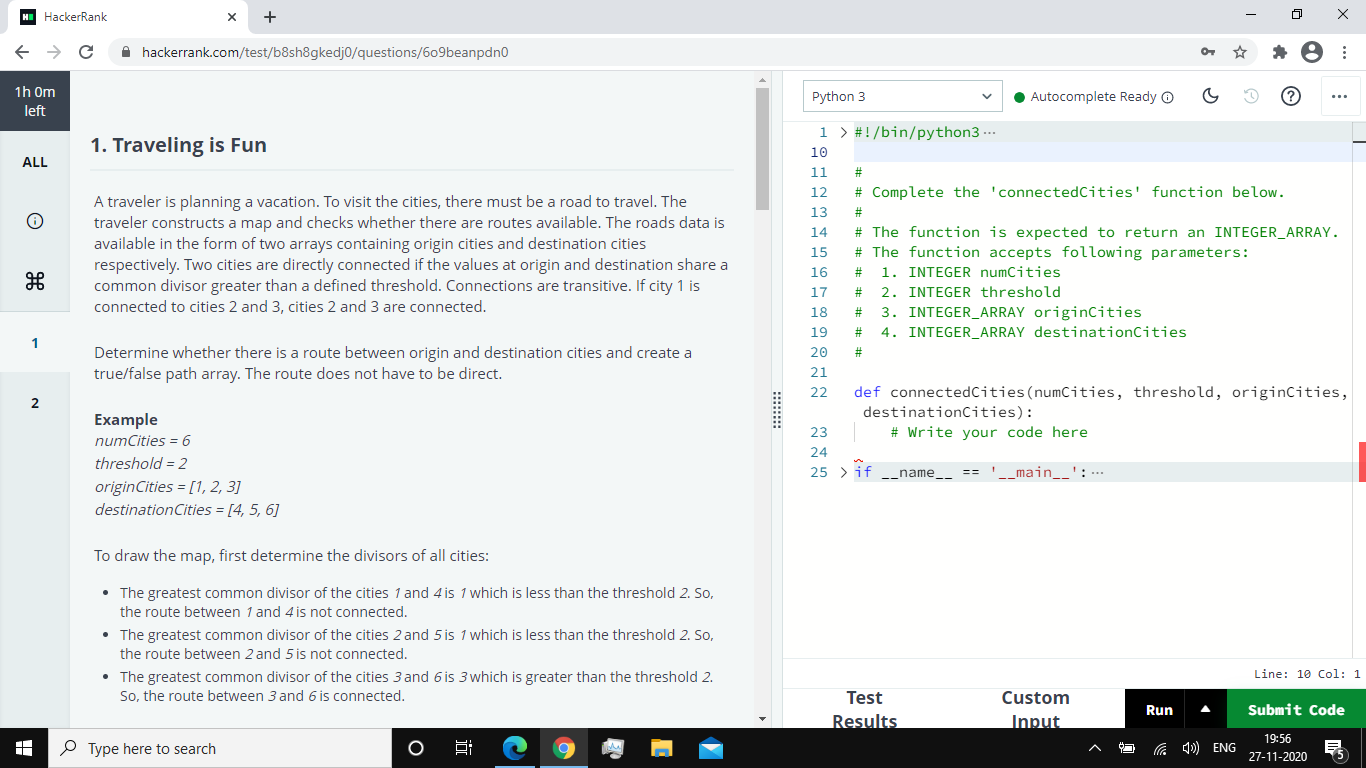 HackerRank
hackerrank.com/test/b8sh8gkedj0/questions/6o9beanpdn0
1h 0m
left
ALL
1
2
1. Traveling is Fun
A traveler is planning a vacation. To visit the cities, there must be a road to travel. The
traveler constructs a map and checks whether there are routes available. The roads data is
available in the form of two arrays containing origin cities and destination cities
respectively. Two cities are directly connected if the values at origin and destination share a
common divisor greater than a defined threshold. Connections are transitive. If city 1 is
connected to cities 2 and 3, cities 2 and 3 are connected.
Determine whether there is a route between origin and destination cities and create a
true/false path array. The route does not have to be direct.
Example
numCities = 6
threshold = 2
originCities = [1, 2, 3]
destinationCities = [4, 5, 6]
To draw the map, first determine the divisors of all cities:
• The greatest common divisor of the cities 1 and 4 is 1 which is less than the threshold 2. So,
the route between 1 and 4 is not connected.
• The greatest common divisor of the cities 2 and 5 is 1 which is less than the threshold 2. So,
the route between 2 and 5 is not connected.
• The greatest common divisor of the cities 3 and 6 is 3 which is greater than the threshold 2.
So, the route between 3 and 6 is connected.
Python 3
Autocomplete Ready
1 > #!/bin/python3 ...
10
11 #
12 # Complete the 'connectedCities' function below.
13 #
14 # The function is expected to return an INTEGER_ARRAY.
15 # The function accepts following parameters:
16 #  1. INTEGER numCities
17 #  2. INTEGER threshold
18 #  3. INTEGER_ARRAY originCities
19 #  4. INTEGER_ARRAY destinationCities
20 #
21
22 def connectedCities(numCities, threshold, originCities,
destinationCities):
23     # Write your code here
24
25 > if __name__ == '__main__': ...
Line: 10 Col: 1
Test
Results
Custom
Input
Run
Submit Code
Type here to search
ENG
19:56
27-11-2020
5